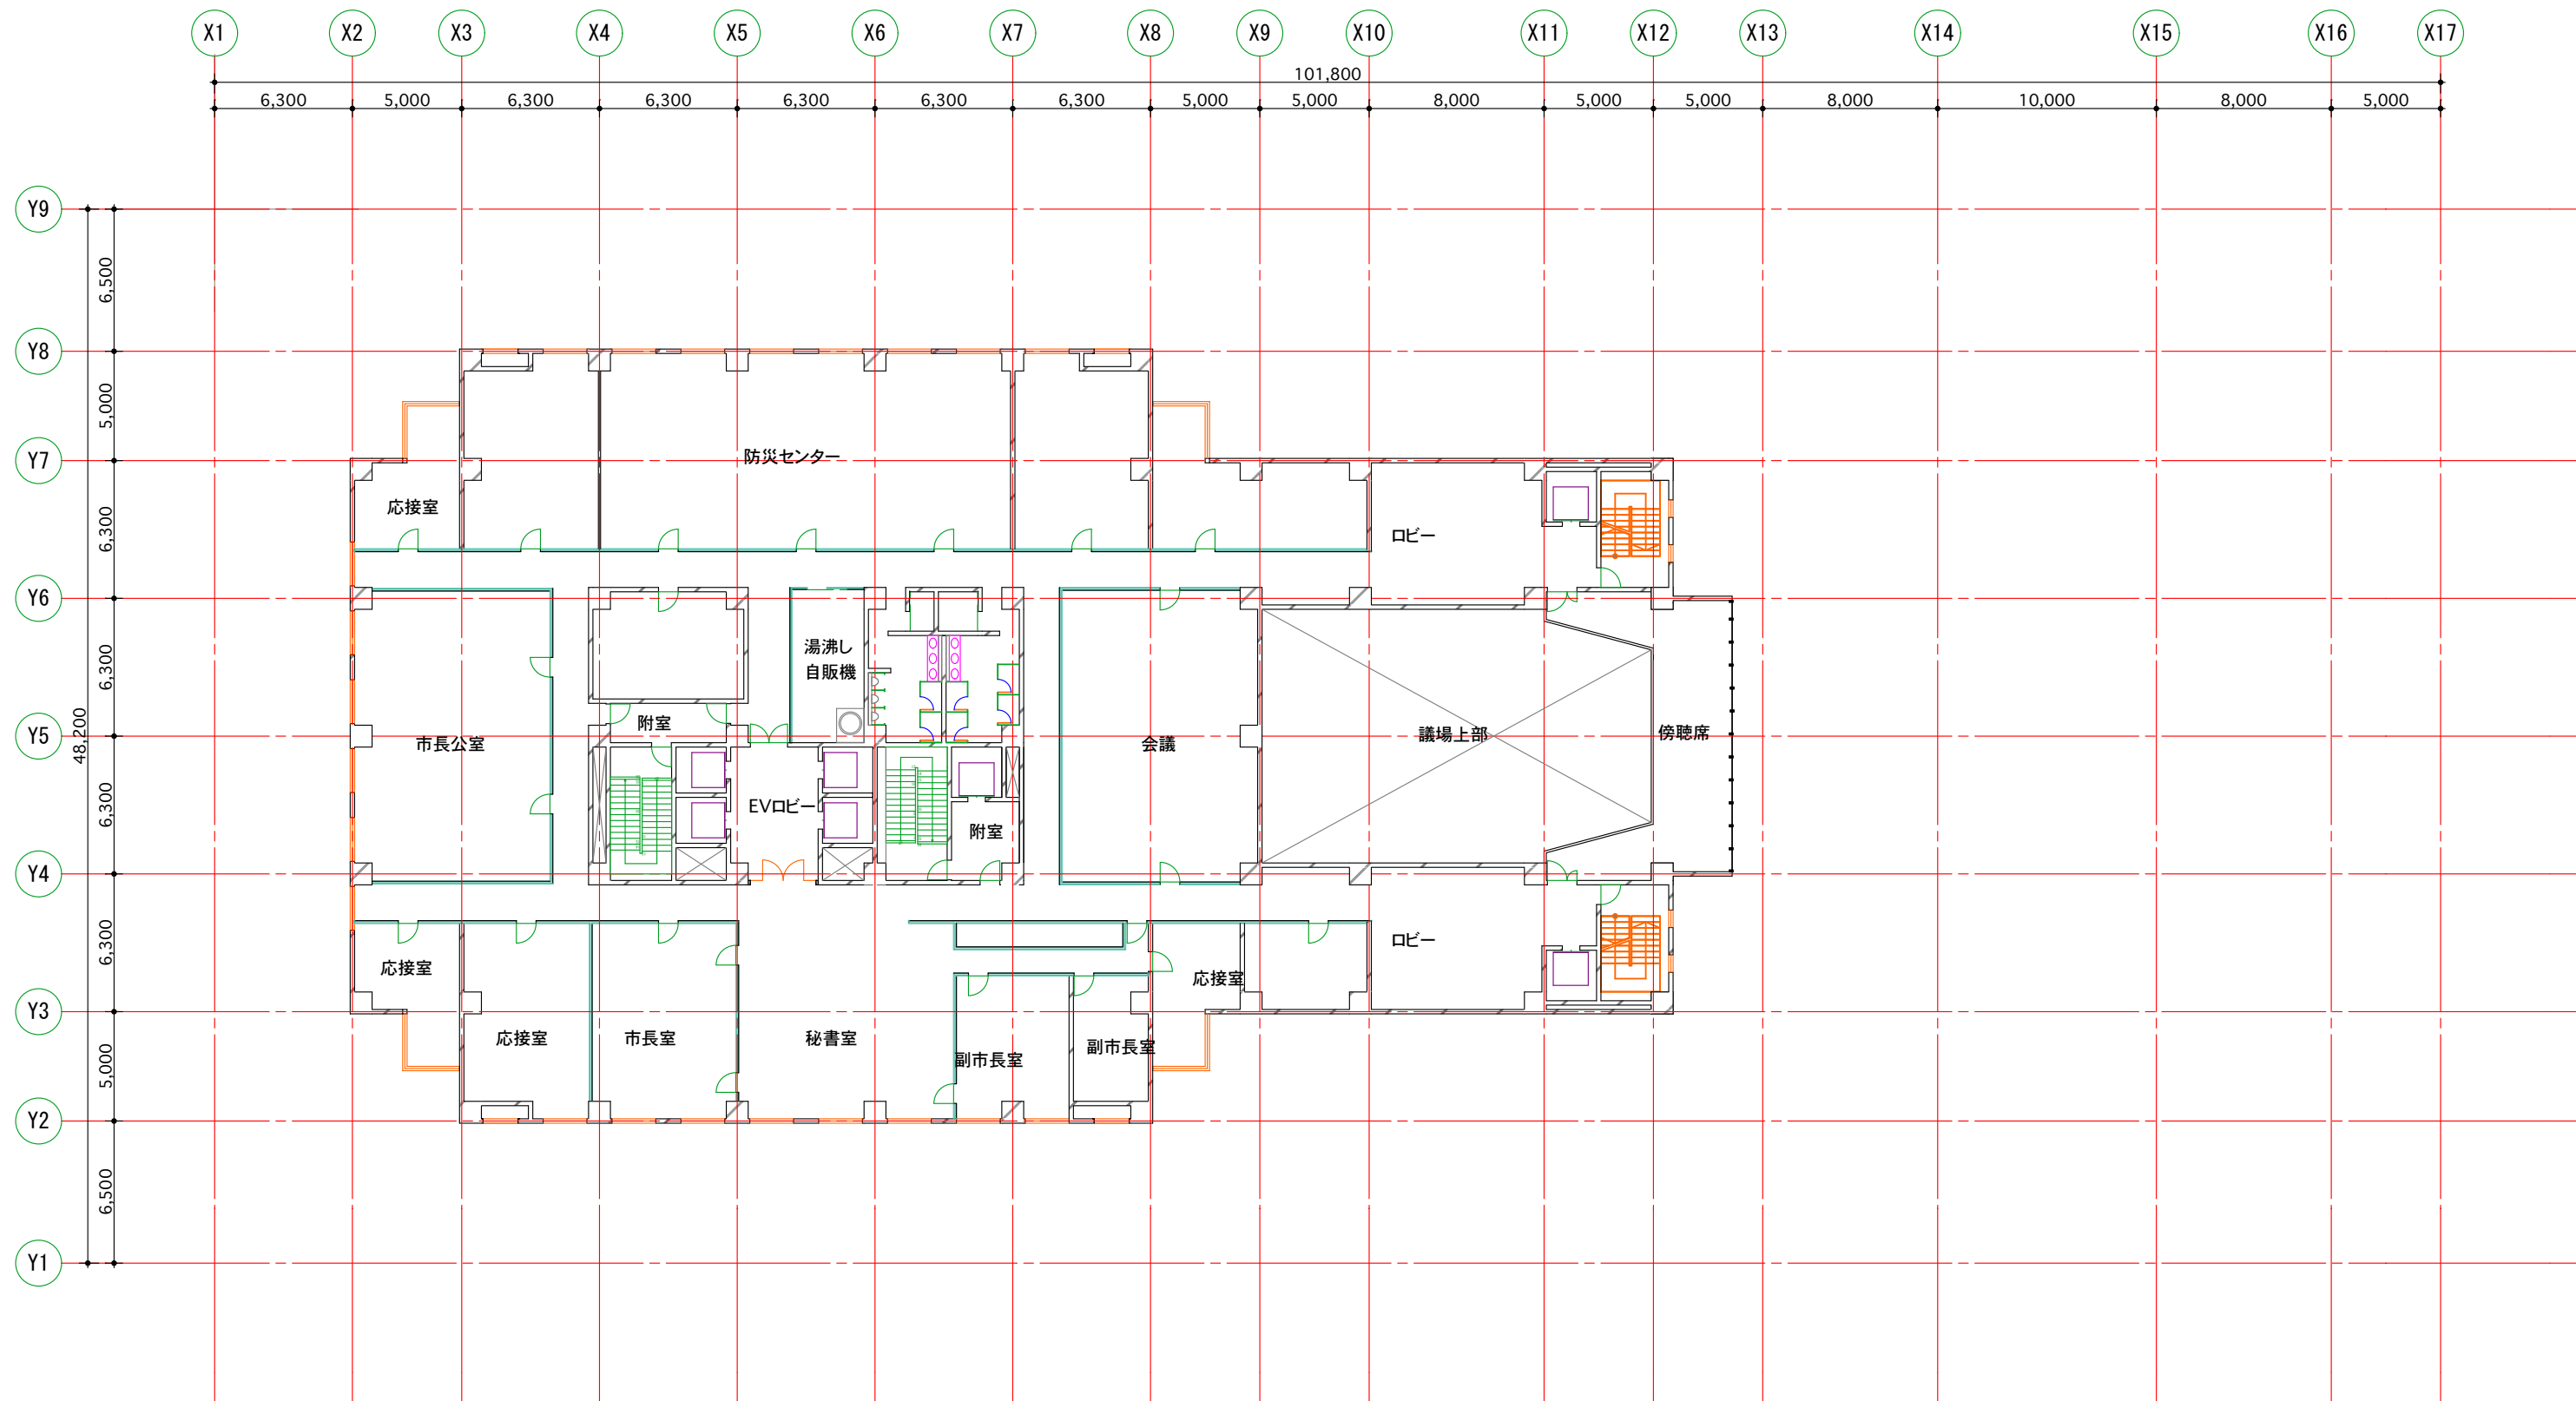 X1 X2 X3 X4 X5 X6 X7 X8 X9 X10 X11 X12 X13 X14 X15 X16 X17
101,800
6,300 5,000 6,300 6,300 6,300 6,300 6,300 5,000 5,000 8,000 5,000 5,000 8,000 10,000 8,000 5,000
Y9
6,500
Y8
5,000
Y7
6,300
Y6
6,300
Y5
48,200
6,300
Y4
6,300
Y3
5,000
Y2
6,500
Y1
防災センター
応接室
ロビー
湯沸し
自販機
附室
市長公室
会議
議場上部
傍聴席
EVロビー
附室
ロビー
応接室
応接室
応接室
市長室
秘書室
副市長室
副市長室